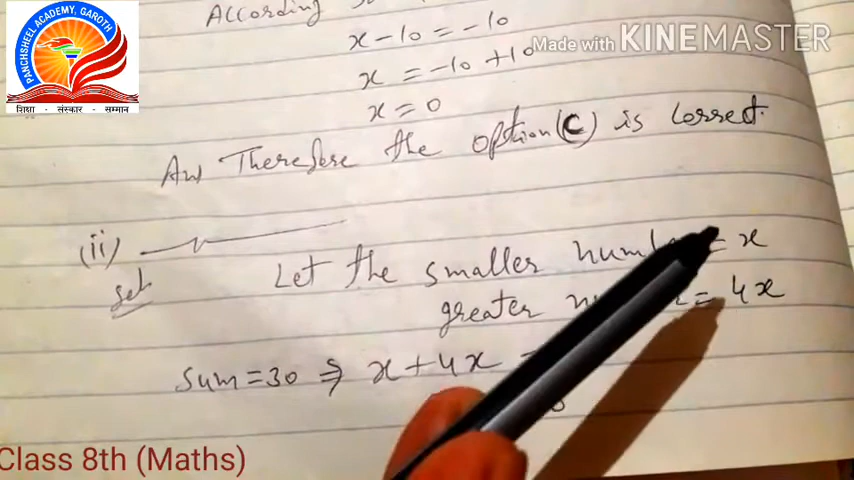 PANCHSHEEL ACADEMY, GAROTH
शिक्षा - संस्कार - सम्मान
Made with KINEMASTER
According
x-10 = -10
x = -10 +10
x = 0
Ans Therefore the option (C) is correct.
(ii)
Sol Let the smaller number = x
greater = 4x
Sum = 30 ⇒ x + 4x =
Class 8th (Maths)